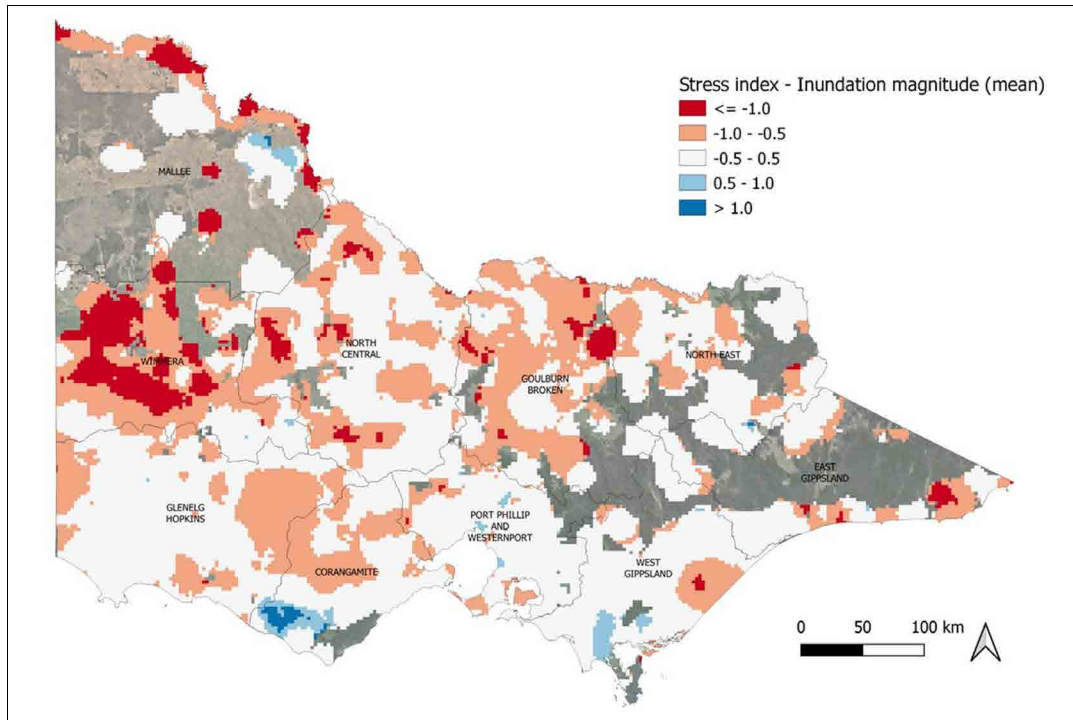 Stress index - Inundation magnitude (mean)
<= -1.0
-1.0 - -0.5
-0.5 - 0.5
0.5 - 1.0
> 1.0
MALLEE
WIMMERA
NORTH
CENTRAL
GOULBURN
BROKEN
NORTH EAST
EAST
GIPPSLAND
GLENELG
HOPKINS
CORANGAMITE
PORT PHILLIP
AND
WESTERNPORT
WEST
GIPPSLAND
0 50 100 km